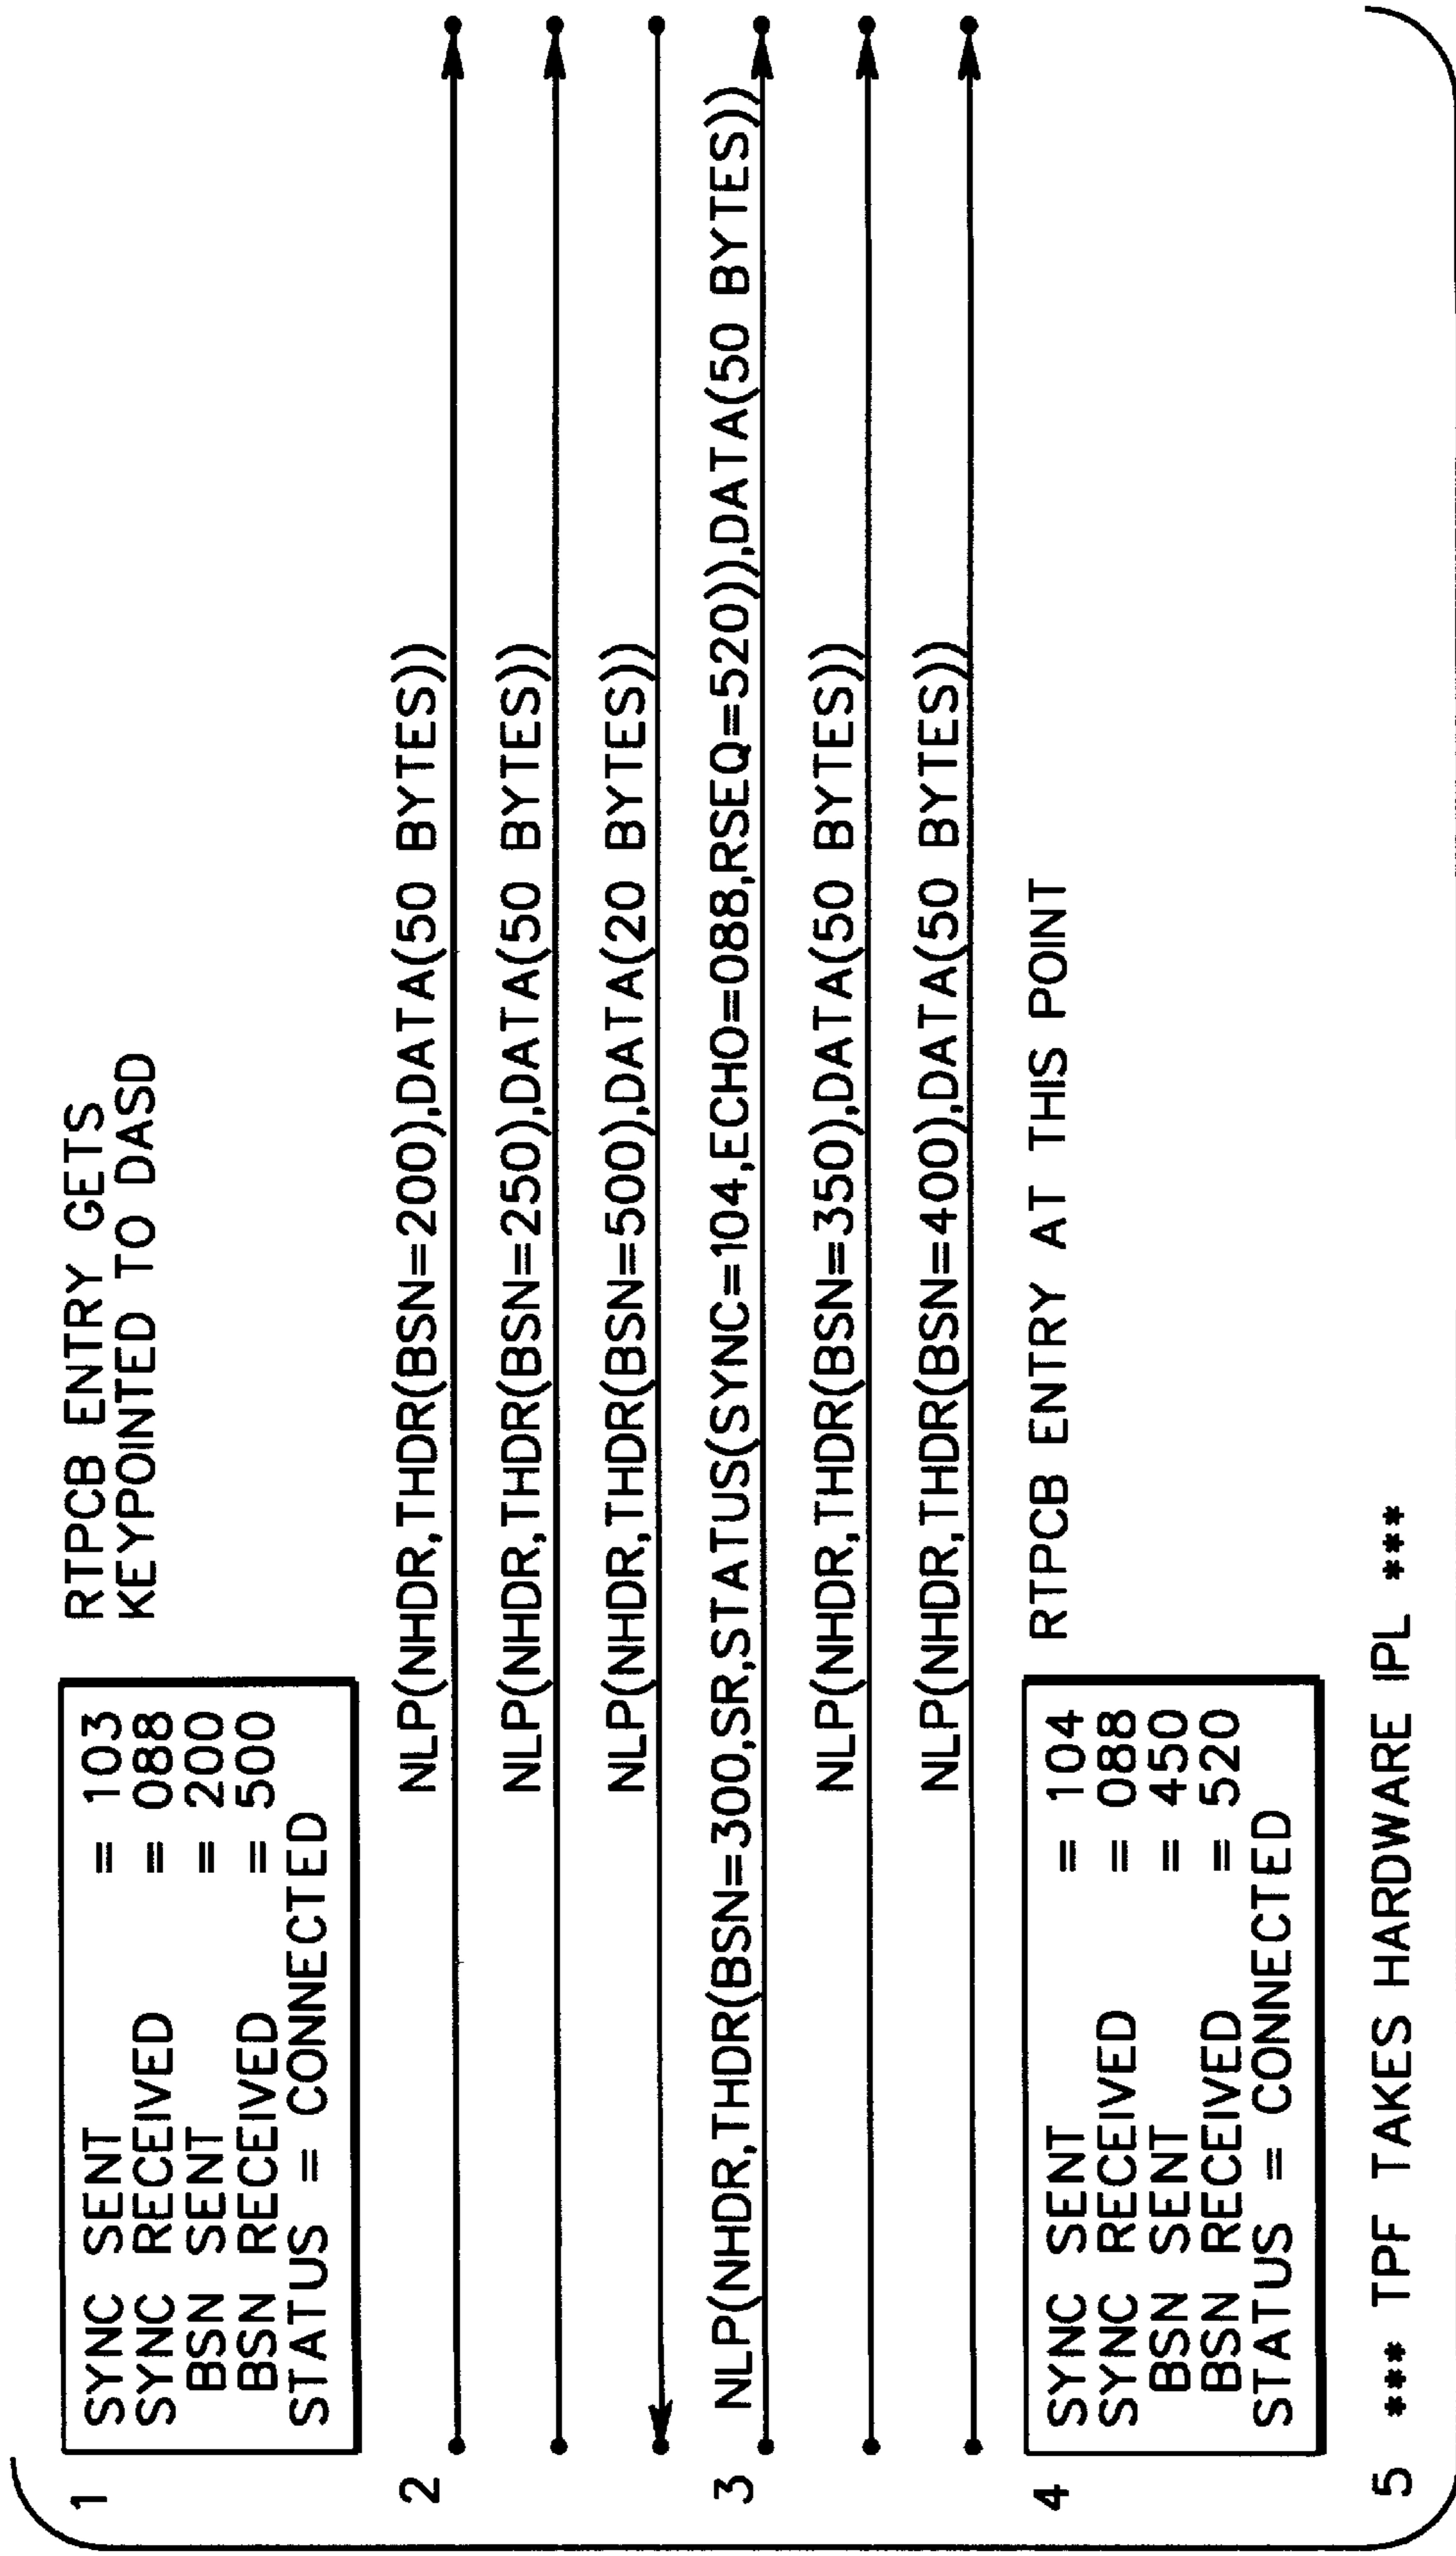 1
SYNC SENT = 103
SYNC RECEIVED = 088
BSN SENT = 200
BSN RECEIVED = 500
STATUS = CONNECTED
RTPCB ENTRY GETS
KEYPOINTED TO DASD
2
NLP(NHDR,THDR(BSN=200),DATA(50 BYTES))
NLP(NHDR,THDR(BSN=250),DATA(50 BYTES))
NLP(NHDR,THDR(BSN=500),DATA(20 BYTES))
3
NLP(NHDR,THDR(BSN=300,SR,STATUS(SYNC=104,ECHO=088,RSEQ=520)),DATA(50 BYTES))
NLP(NHDR,THDR(BSN=350),DATA(50 BYTES))
NLP(NHDR,THDR(BSN=400),DATA(50 BYTES))
4
SYNC SENT = 104
SYNC RECEIVED = 088
BSN SENT = 450
BSN RECEIVED = 520
STATUS = CONNECTED
RTPCB ENTRY AT THIS POINT
5 *** TPF TAKES HARDWARE IPL ***